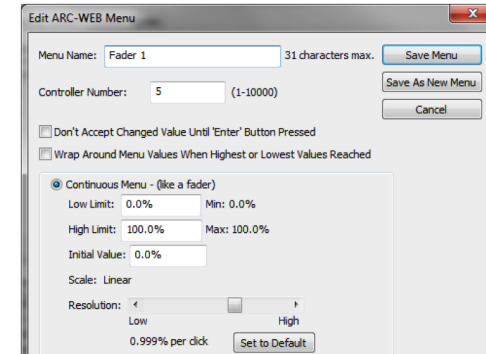 Edit ARC-WEB Menu
Menu Name: Fader 1 31 characters max. Save Menu
Controller Number: 5 (1-10000) Save As New Menu
Cancel
Don't Accept Changed Value Until 'Enter' Button Pressed
Wrap Around Menu Values When Highest or Lowest Values Reached
Continuous Menu - (like a fader)
Low Limit: 0.0% Min: 0.0%
High Limit: 100.0% Max: 100.0%
Initial Value: 0.0%
Scale: Linear
Resolution:
Low High
0.999% per click Set to Default